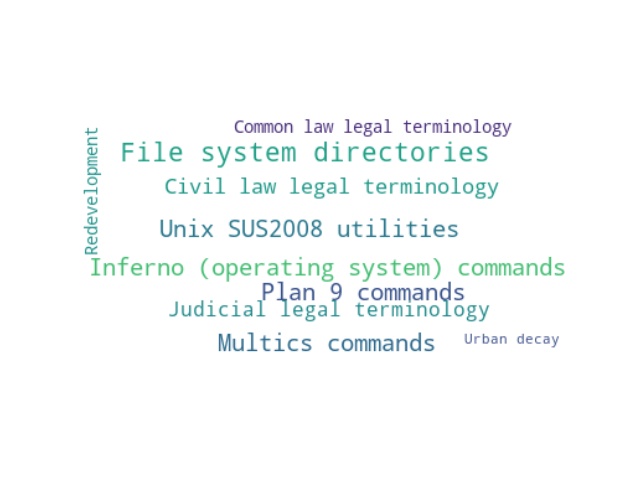 Common law legal terminology
Redevelopment
File system directories
Civil law legal terminology
Unix SUS2008 utilities
Inferno (operating system) commands
Plan 9 commands
Judicial legal terminology
Multics commands
Urban decay